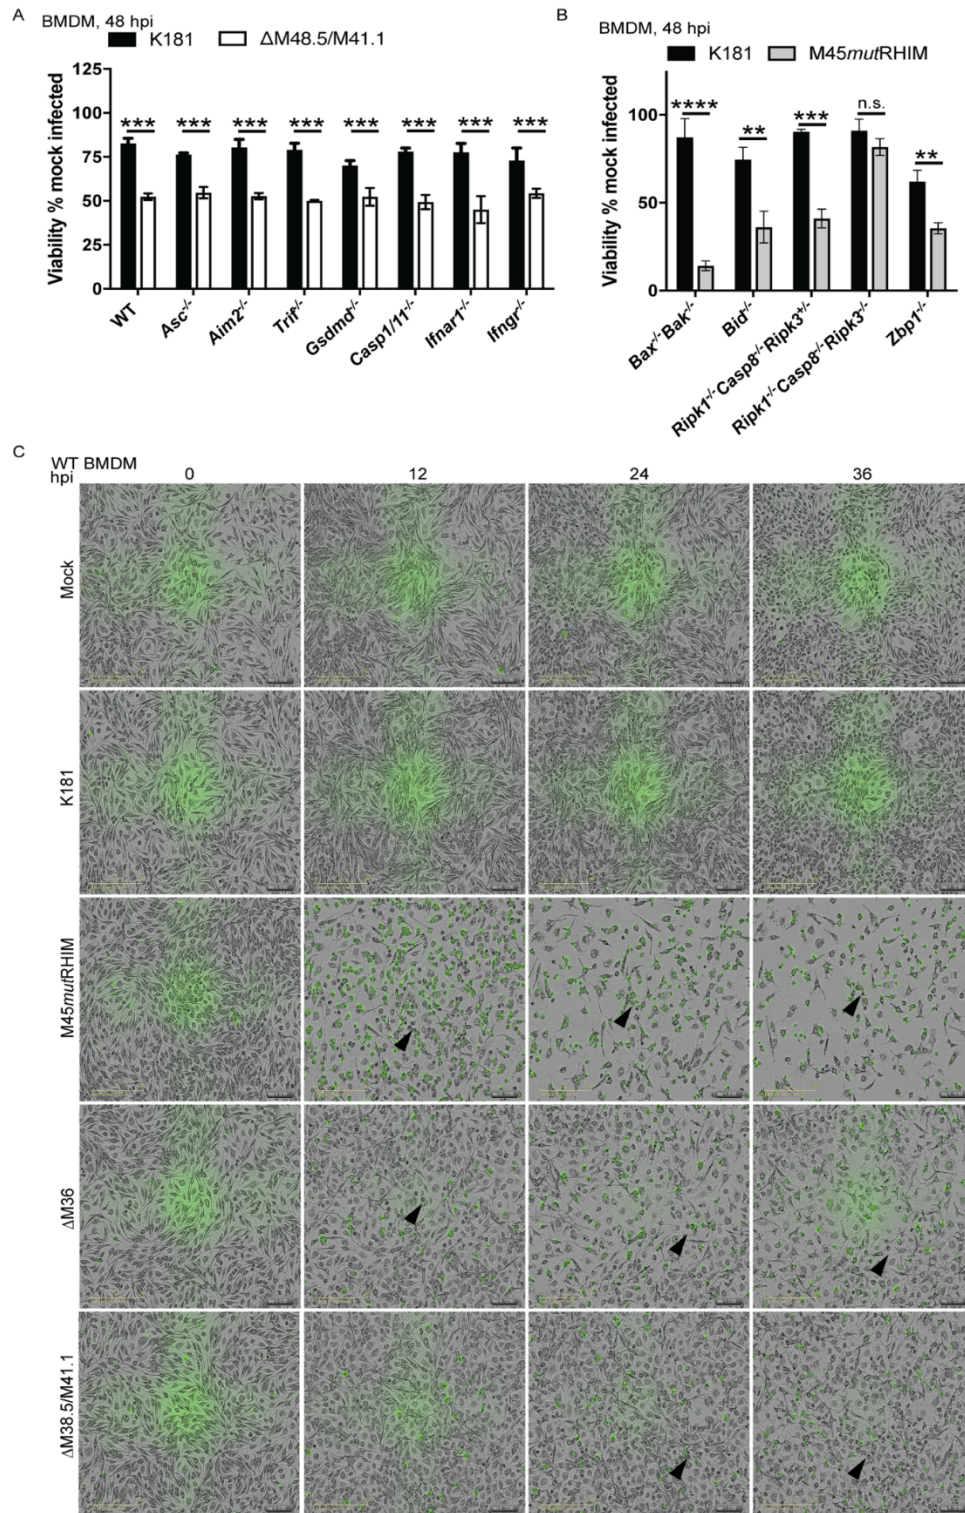 A
BMDM, 48 hpi
K181 ΔM48.5/M41.1
Viability % mock infected
125
100
75
50
25
0
*** *** *** *** *** *** *** ***
WT Asc-/- Aim2-/- Trif-/- Gsdmd-/- Casp1/11-/- Ifnar1-/- Ifngr-/-
B
BMDM, 48 hpi
K181 M45mutRHIM
Viability % mock infected
100
50
0
**** ** *** n.s. **
Bax-/-Bak-/- Bid-/- Ripk1-/-Casp8-/-Ripk3+/- Ripk1-/-Casp8-/-Ripk3-/- Zbp1-/-
C
WT BMDM
hpi 0 12 24 36
Mock
K181
M45mutRHIM
ΔM36
ΔM38.5/M41.1